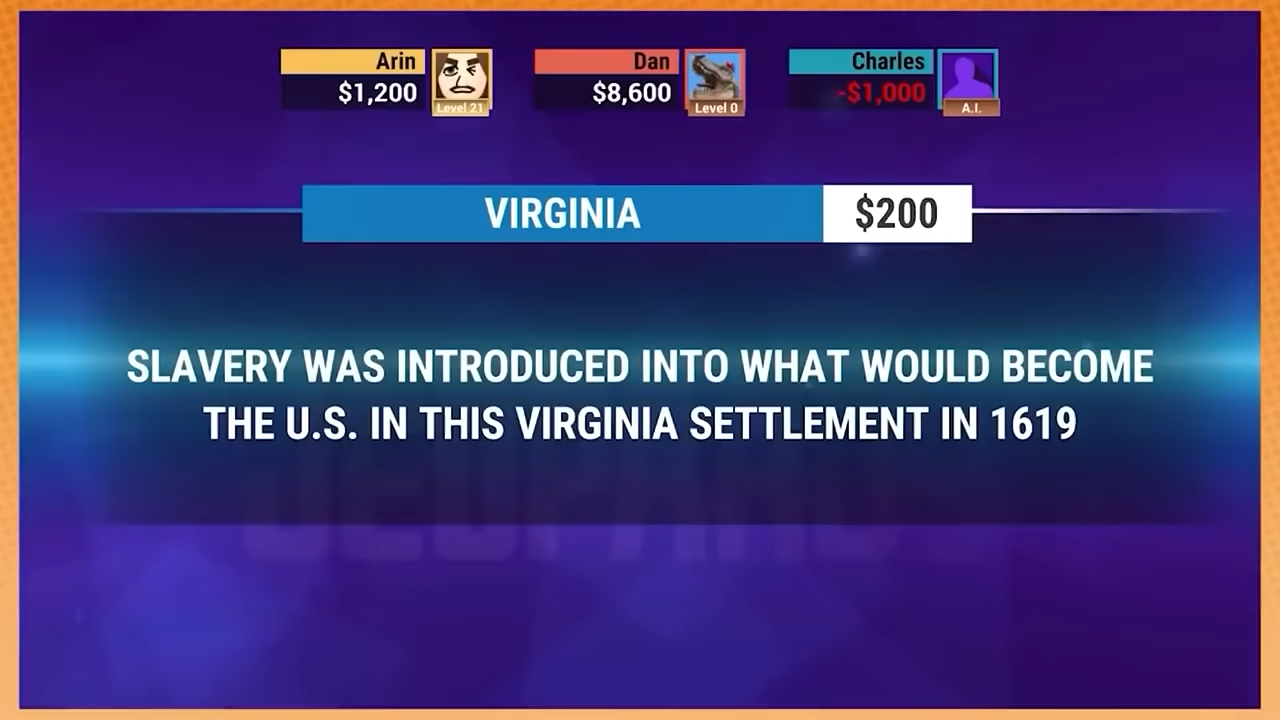 Arin
$1,200
Level 21
Dan
$8,600
Level 0
Charles
-$1,000
A.I.
VIRGINIA
$200
SLAVERY WAS INTRODUCED INTO WHAT WOULD BECOME
THE U.S. IN THIS VIRGINIA SETTLEMENT IN 1619
JEOPARDY